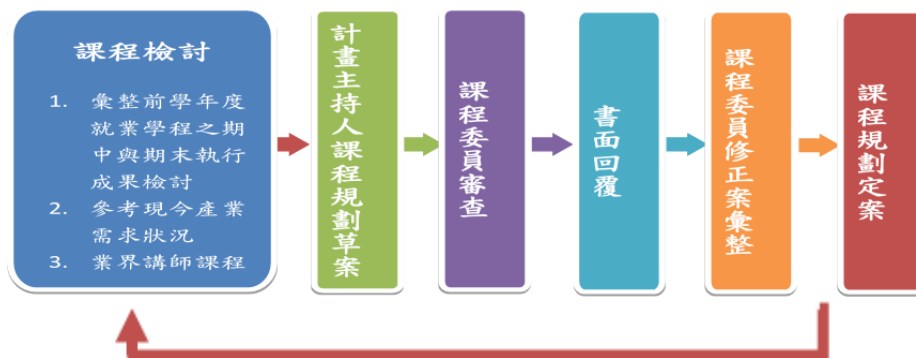 課程檢討
1. 彙整前學年度
就業學程之期
中與期末執行
成果檢討
2. 參考現今產業
需求狀況
3. 業界講師課程
計畫主持人課程規劃草案
課程委員審查
書面回覆
課程委員修正案彙整
課程規劃定案